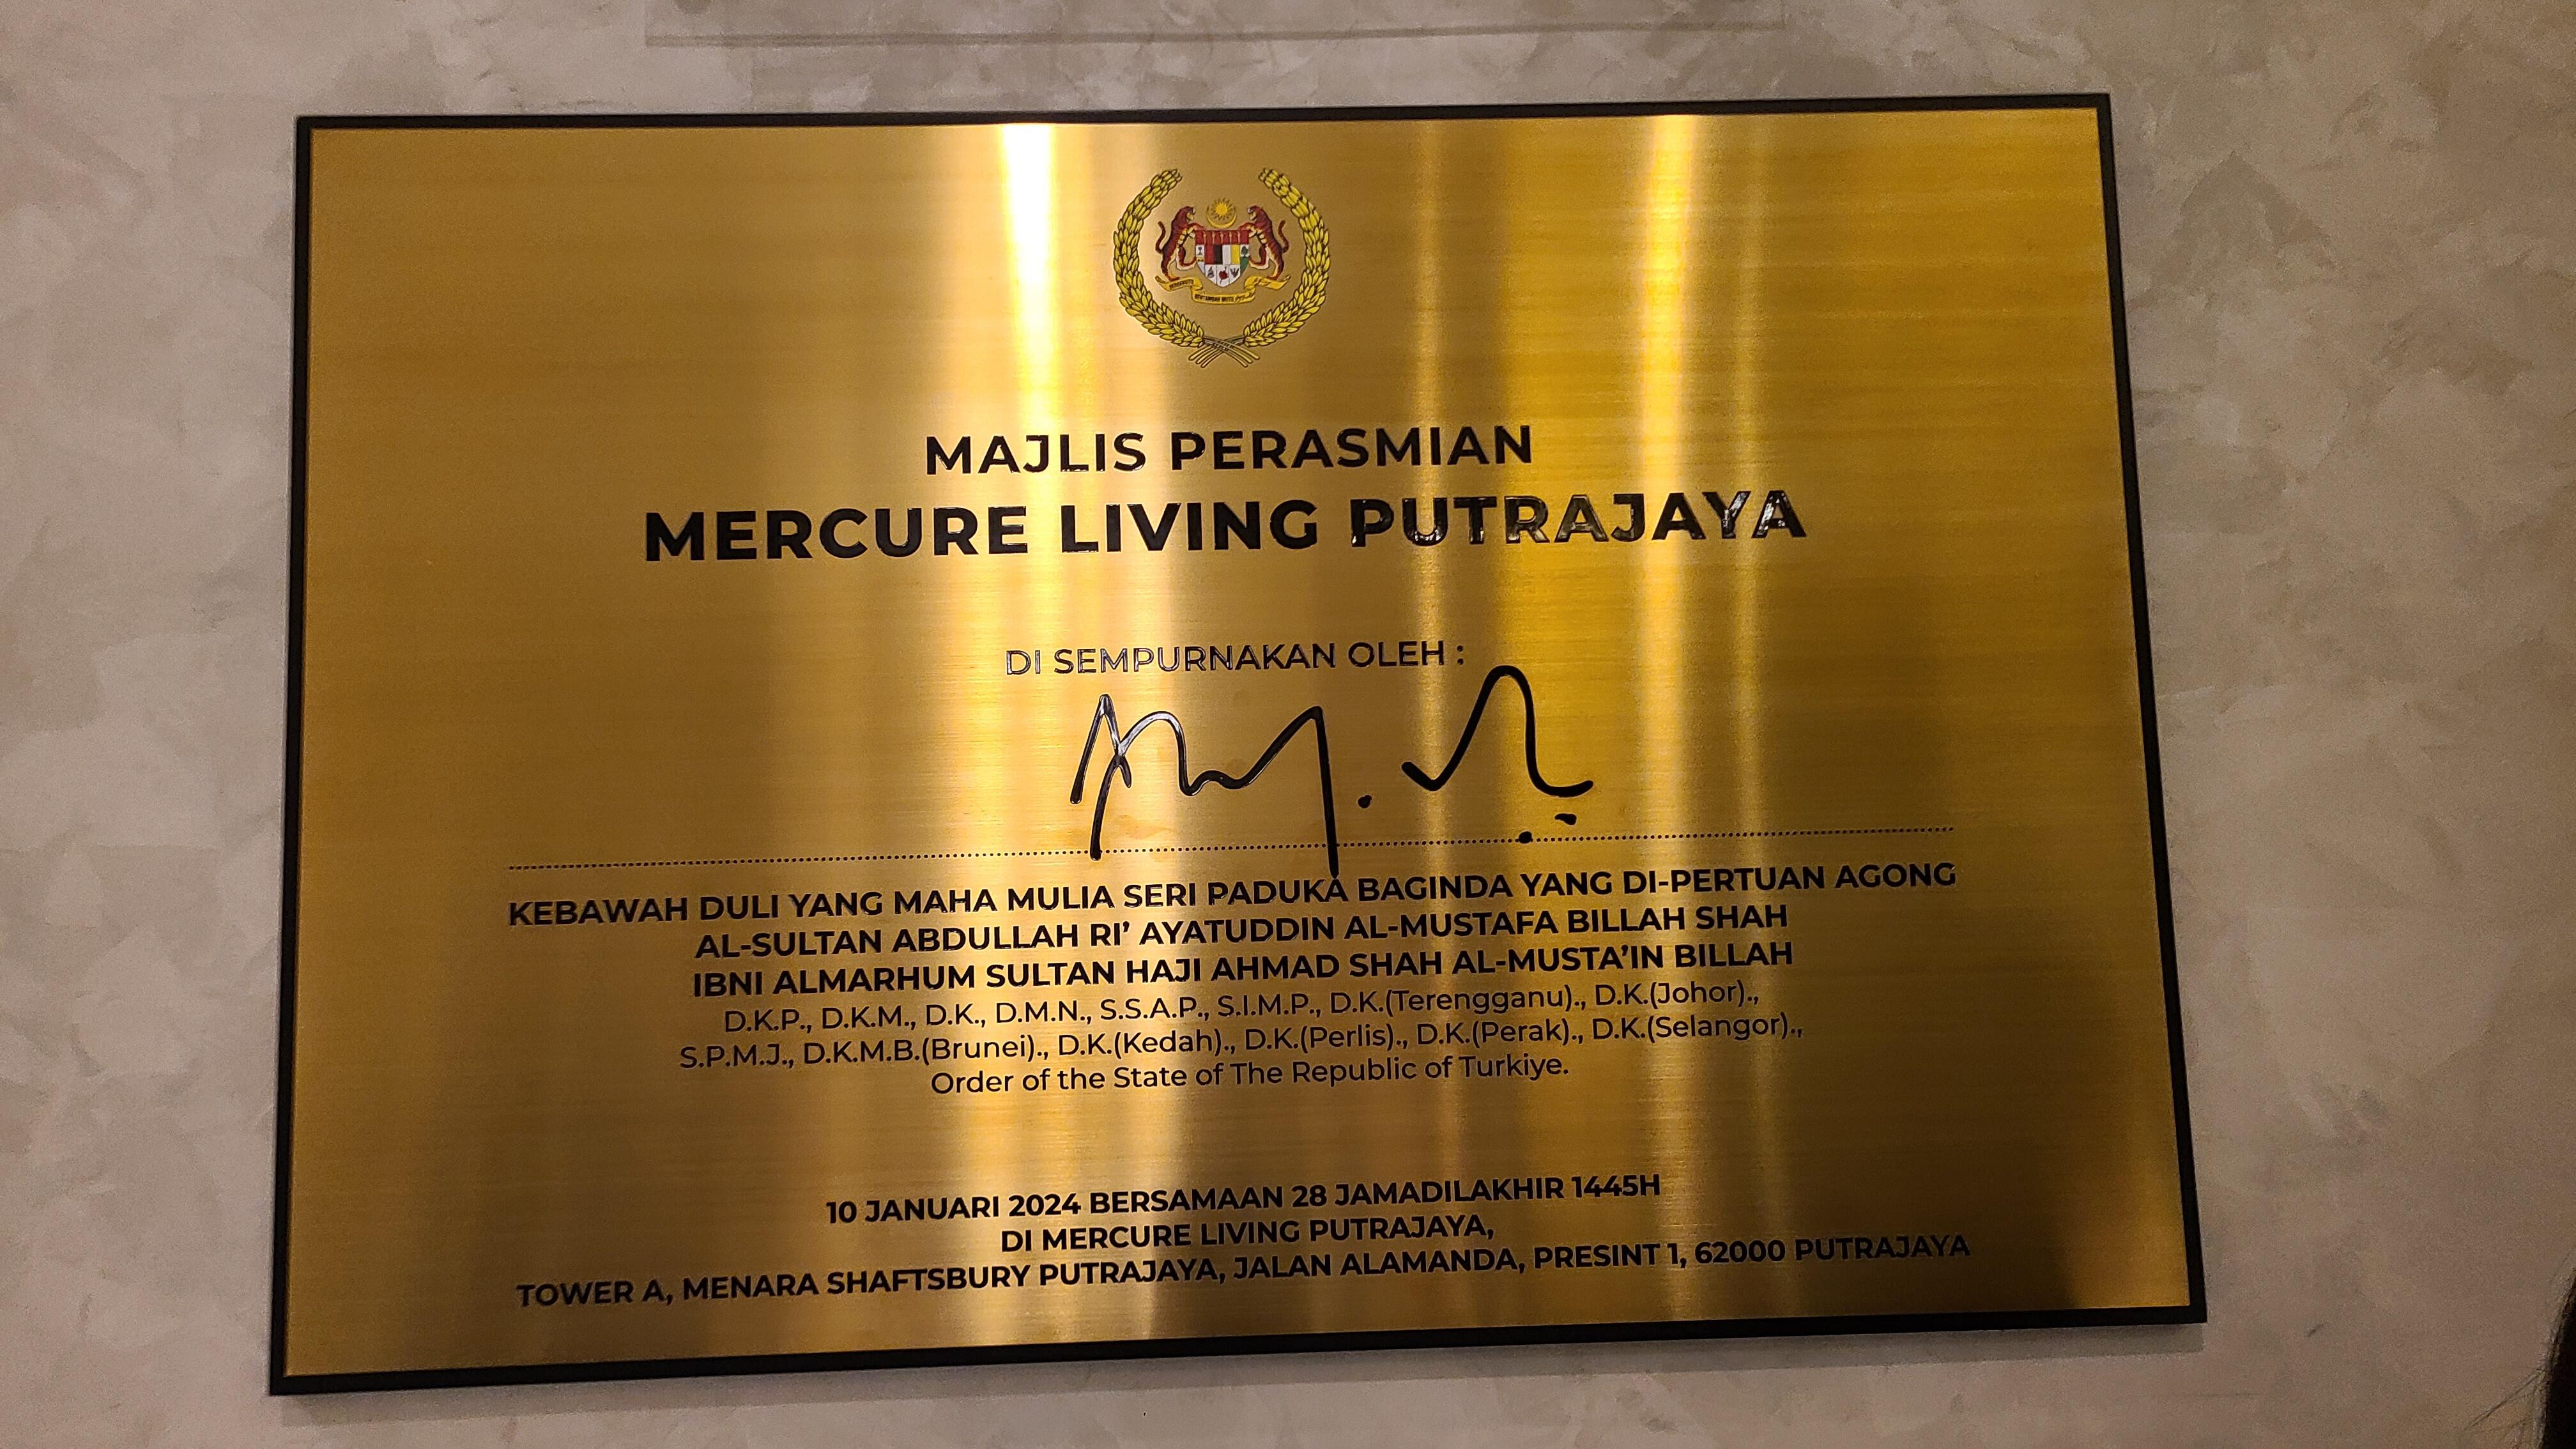 MAJLIS PERASMIAN
MERCURE LIVING PUTRAJAYA
DI SEMPURNAKAN OLEH :
KEBAWAH DULI YANG MAHA MULIA SERI PADUKA BAGINDA YANG DI-PERTUAN AGONG
AL-SULTAN ABDULLAH RI' AYATUDDIN AL-MUSTAFA BILLAH SHAH
IBNI ALMARHUM SULTAN HAJI AHMAD SHAH AL-MUSTA'IN BILLAH
D.K.P., D.K.M., D.K., D.M.N., S.S.A.P., S.I.M.P., D.K.(Terengganu)., D.K.(Johor).,
S.P.M.J., D.K.M.B.(Brunei)., D.K.(Kedah)., D.K.(Perlis)., D.K.(Perak)., D.K.(Selangor).,
Order of the State of The Republic of Turkiye.
10 JANUARI 2024 BERSAMAAN 28 JAMADILAKHIR 1445H
DI MERCURE LIVING PUTRAJAYA,
TOWER A, MENARA SHAFTSBURY PUTRAJAYA, JALAN ALAMANDA, PRESINT 1, 62000 PUTRAJAYA